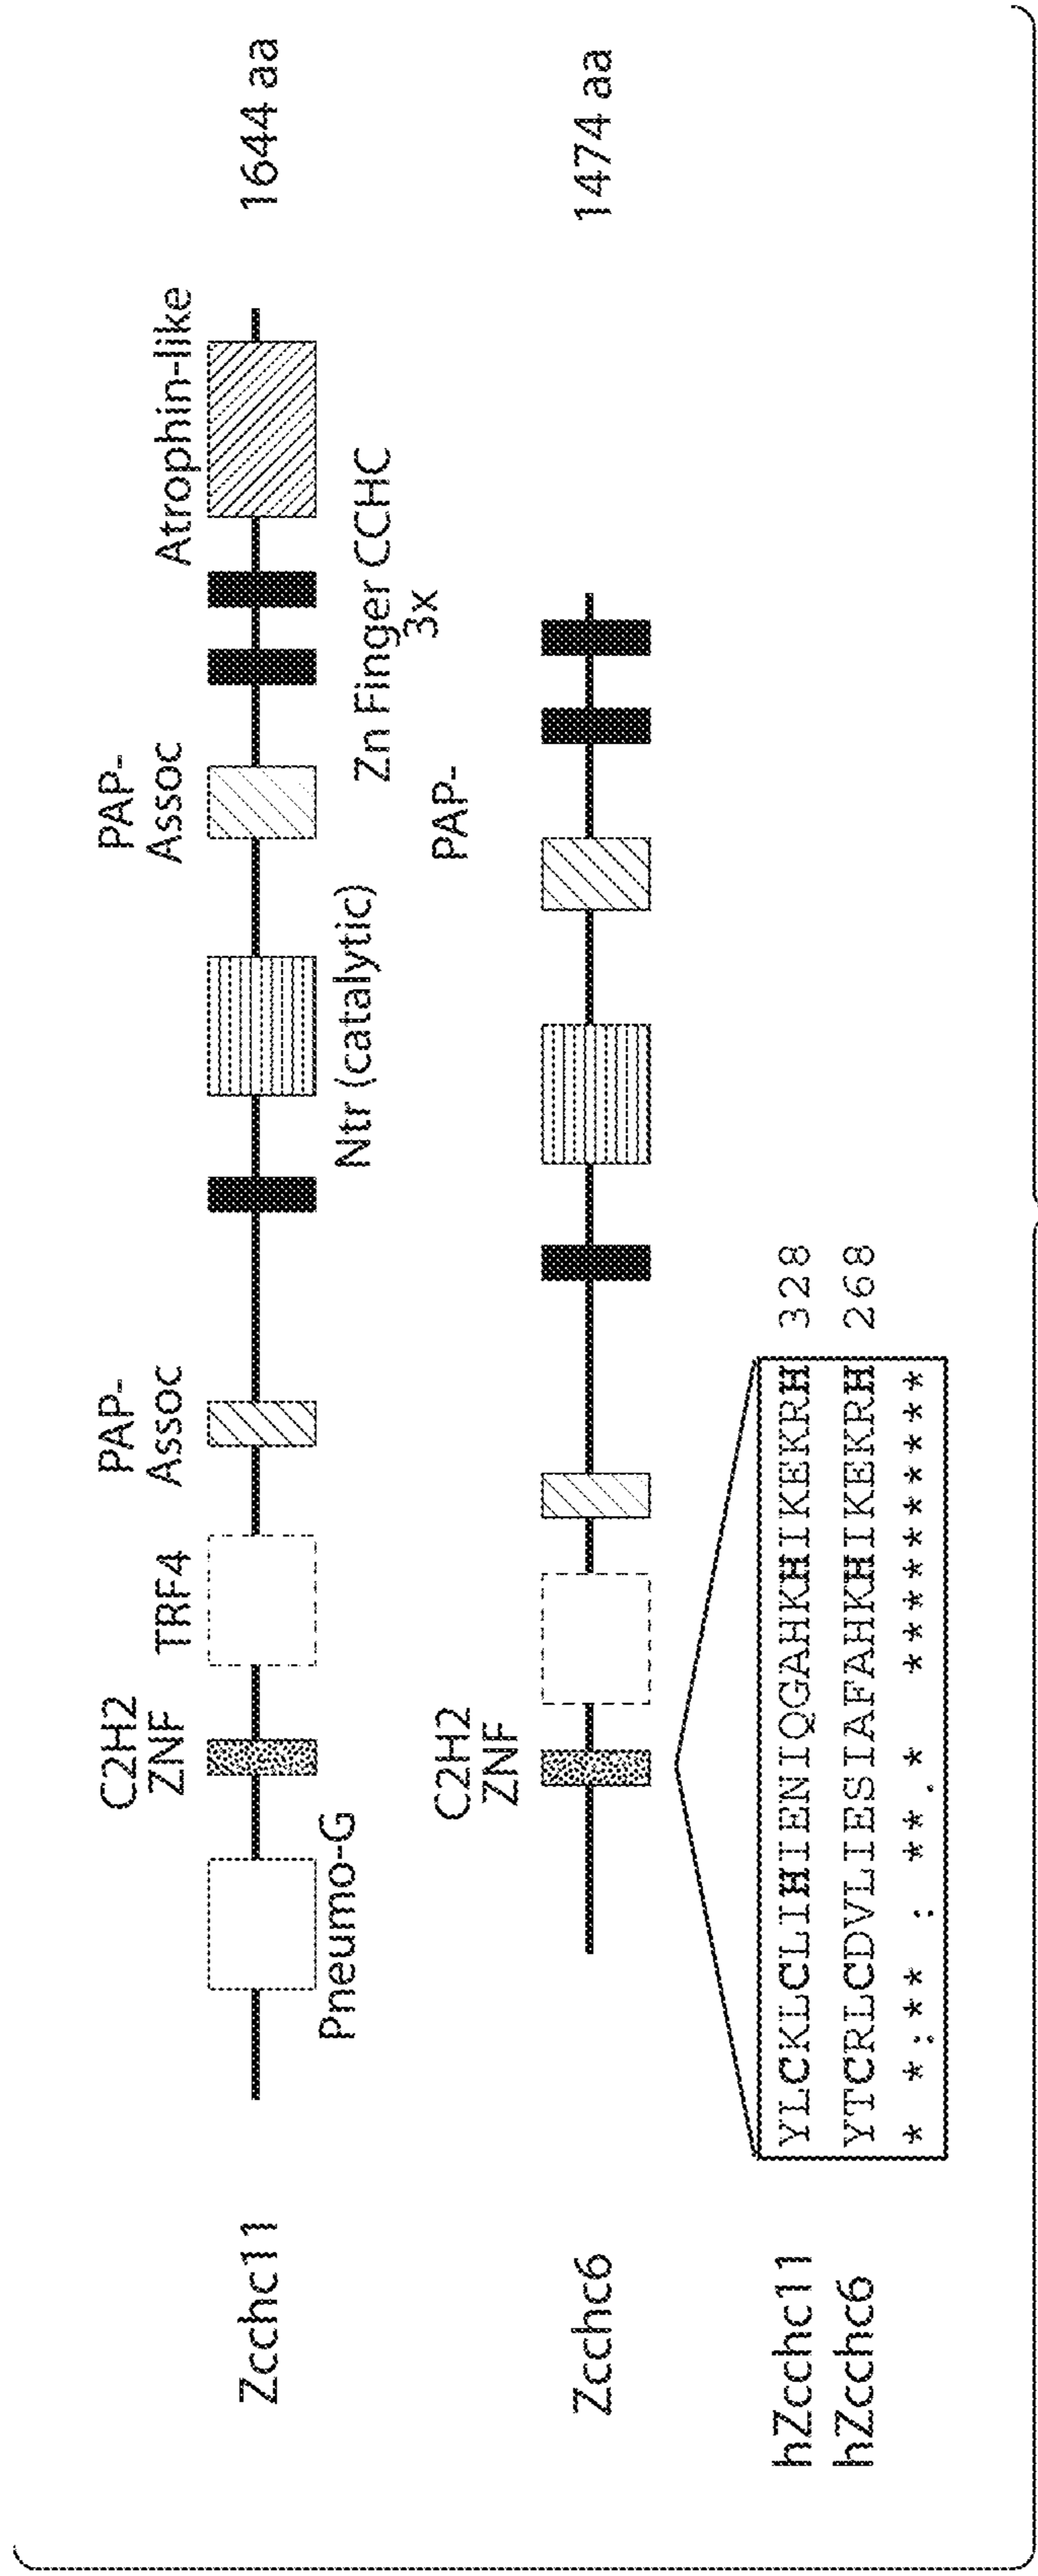 C2H2
ZNF
TRF4
PAP-
Assoc
PAP-
Assoc
Atrophin-like
Zcchc11
1644 aa
Pneumo-G
Ntr (catalytic)
Zn Finger CCHC
3x
C2H2
ZNF
PAP-
Zcchc6
1474 aa
hZcchc11 YLCKLCLIHIENIQGAHKHIKEKRH 328
hZcchc6 YTCRLCDVLIESIAFAHKHIKEKRH 268
* *:** : **.* *********